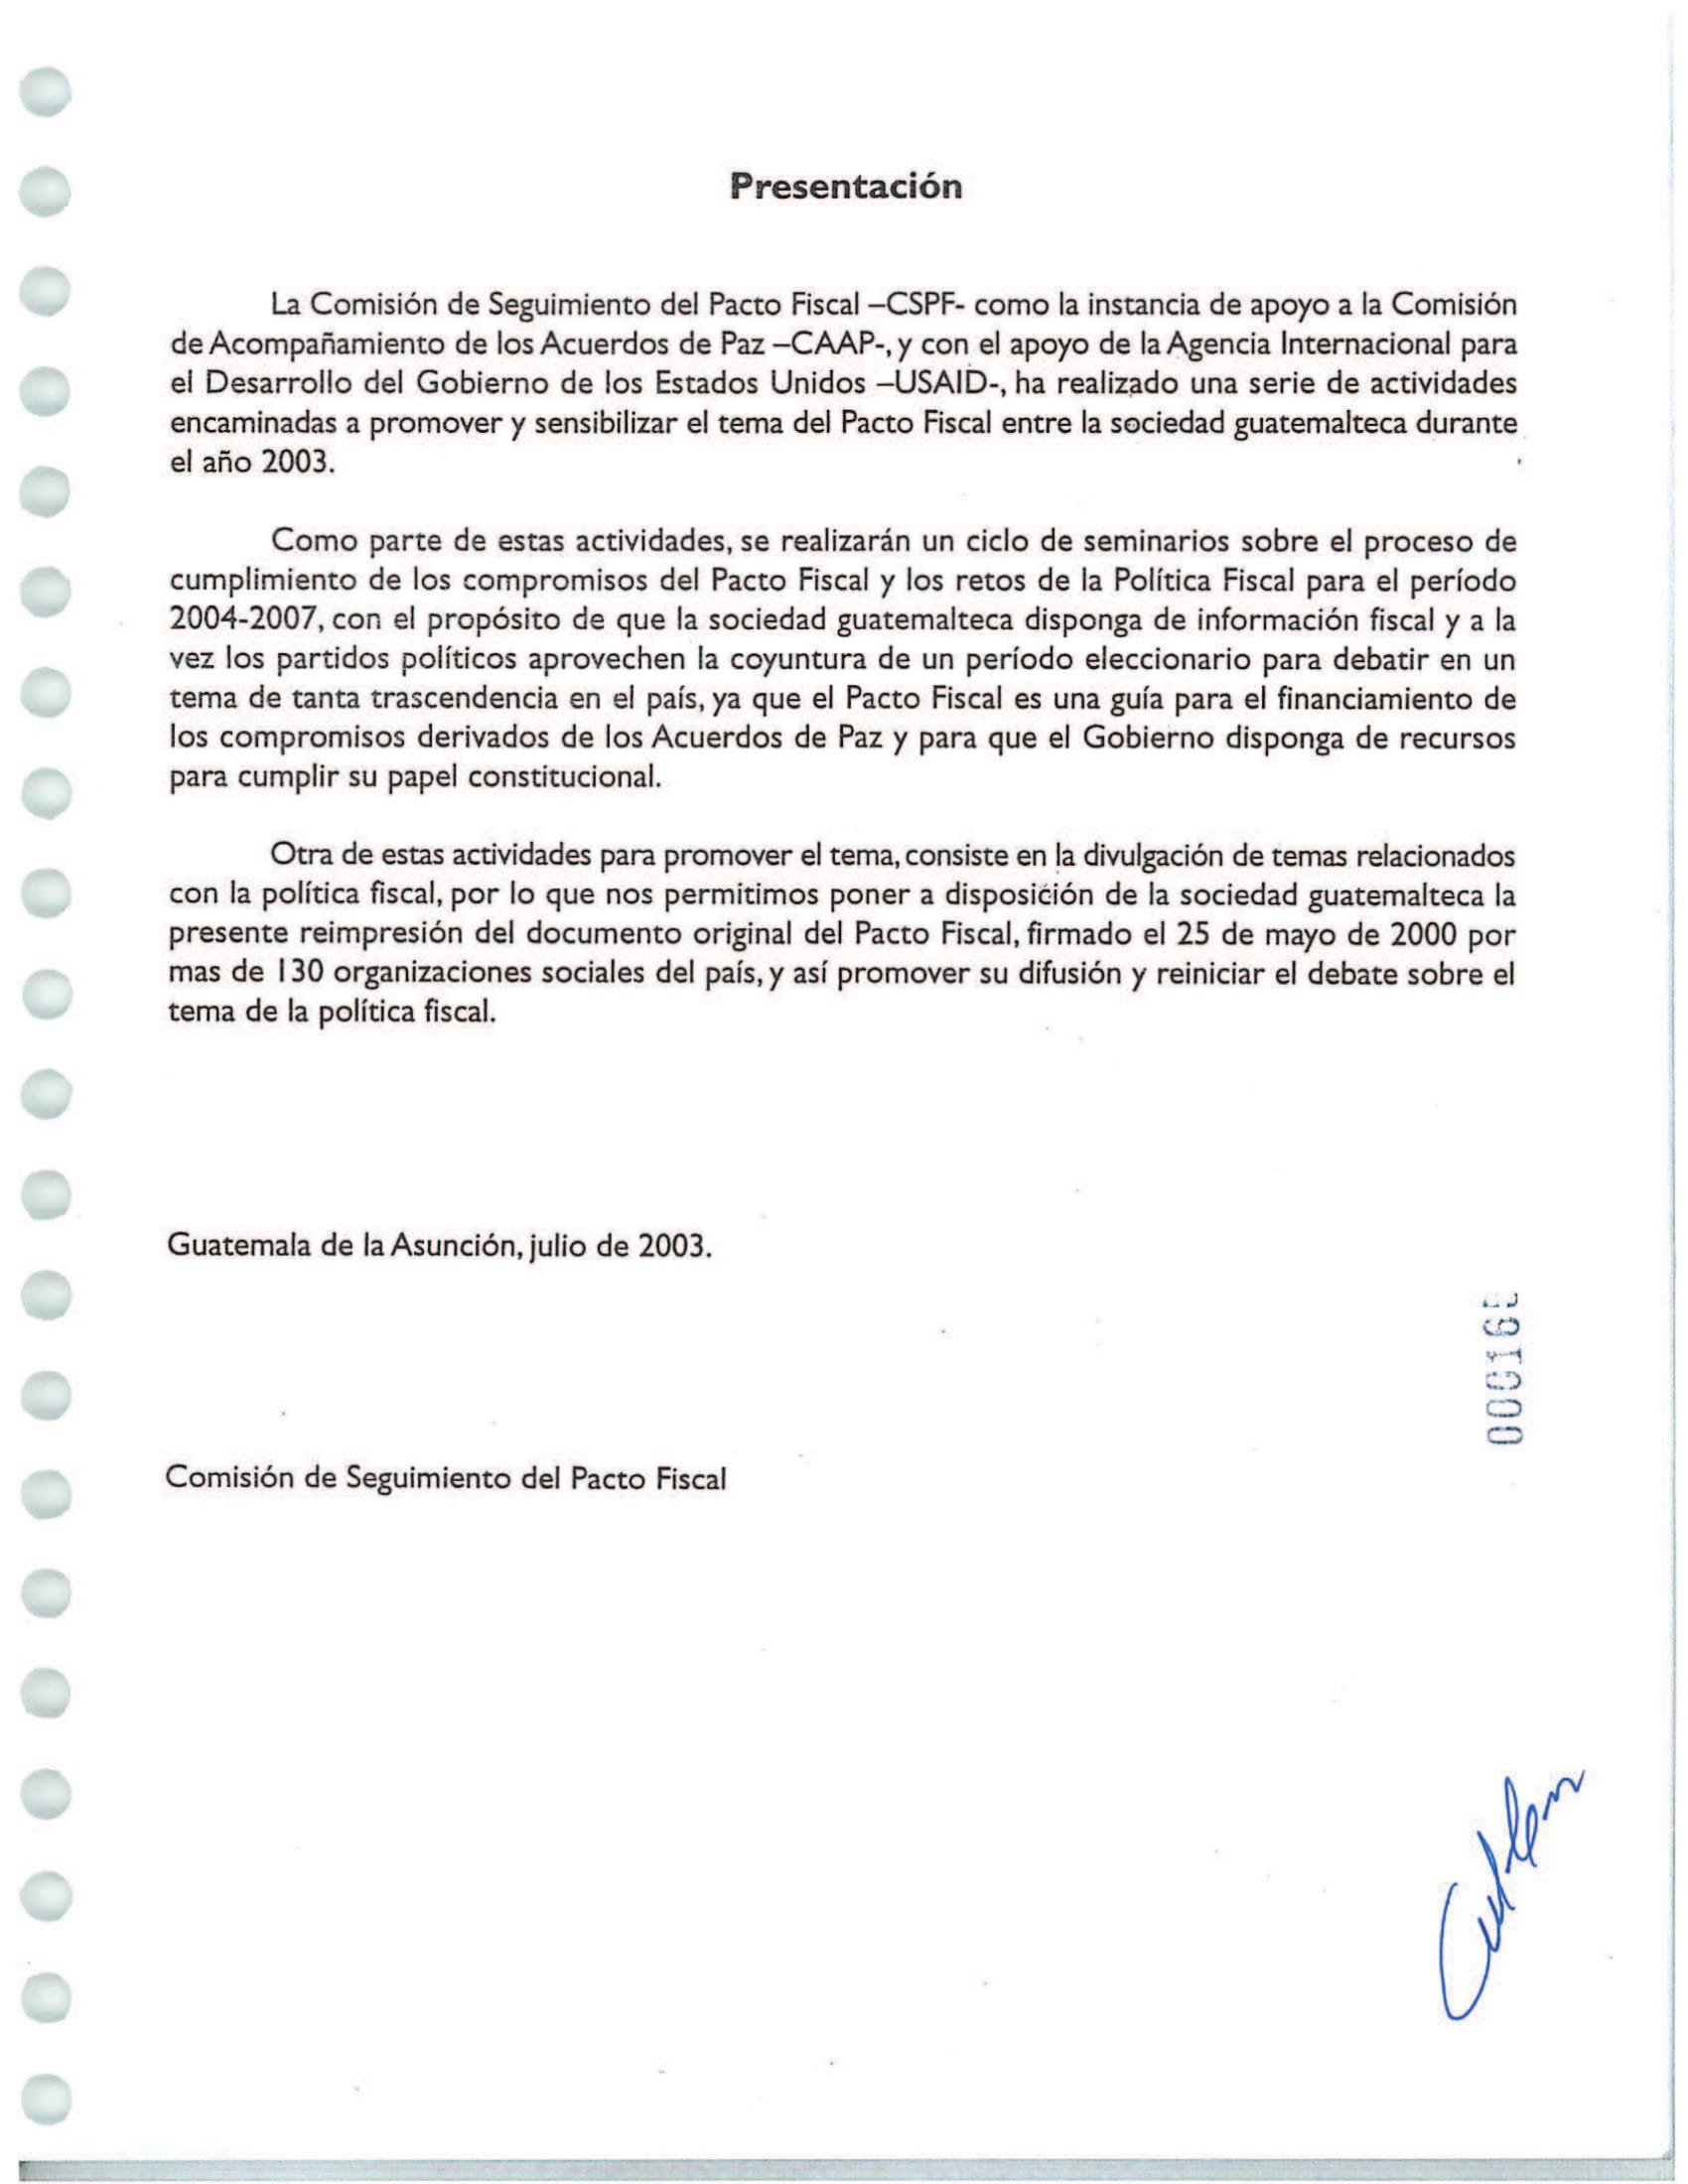 Presentación
La Comisión de Seguimiento del Pacto Fiscal –CSPF- como la instancia de apoyo a la Comisión
de Acompañamiento de los Acuerdos de Paz –CAAP-, y con el apoyo de la Agencia Internacional para
el Desarrollo del Gobierno de los Estados Unidos –USAID-, ha realizado una serie de actividades
encaminadas a promover y sensibilizar el tema del Pacto Fiscal entre la sociedad guatemalteca durante
el año 2003.
Como parte de estas actividades, se realizarán un ciclo de seminarios sobre el proceso de
cumplimiento de los compromisos del Pacto Fiscal y los retos de la Política Fiscal para el período
2004-2007, con el propósito de que la sociedad guatemalteca disponga de información fiscal y a la
vez los partidos políticos aprovechen la coyuntura de un período eleccionario para debatir en un
tema de tanta trascendencia en el país, ya que el Pacto Fiscal es una guía para el financiamiento de
los compromisos derivados de los Acuerdos de Paz y para que el Gobierno disponga de recursos
para cumplir su papel constitucional.
Otra de estas actividades para promover el tema, consiste en la divulgación de temas relacionados
con la política fiscal, por lo que nos permitimos poner a disposición de la sociedad guatemalteca la
presente reimpresión del documento original del Pacto Fiscal, firmado el 25 de mayo de 2000 por
mas de 130 organizaciones sociales del país, y así promover su difusión y reiniciar el debate sobre el
tema de la política fiscal.
Guatemala de la Asunción, julio de 2003.
Comisión de Seguimiento del Pacto Fiscal